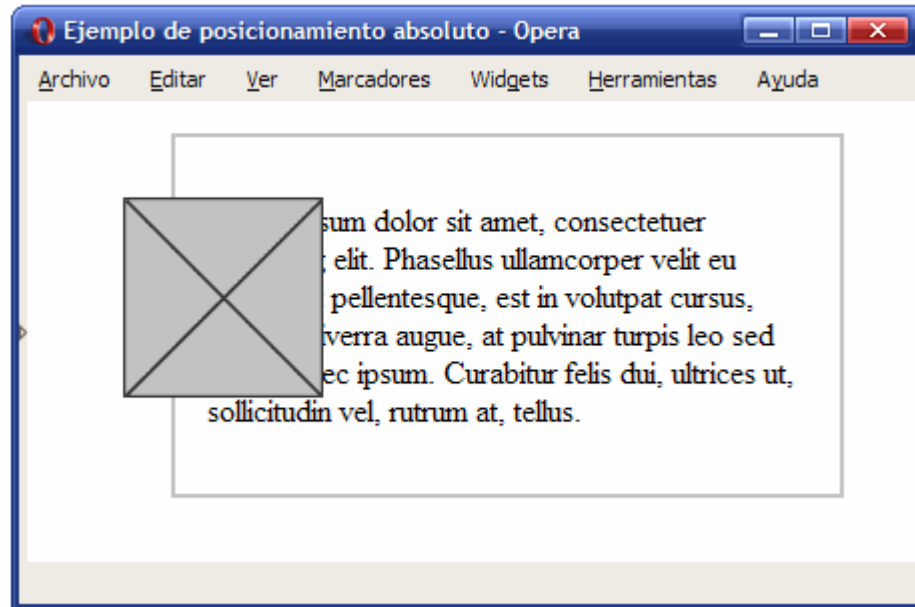 Ejemplo de posicionamiento absoluto - Opera
Archivo Editar Ver Marcadores Widgets Herramientas Ayuda
sum dolor sit amet, consectetuer
elit. Phasellus ullamcorper velit eu
pellentesque, est in volutpat cursus,
verra augue, at pulvinar turpis leo sed
ec ipsum. Curabitur felis dui, ultrices ut,
sollicitudin vel, rutrum at, tellus.